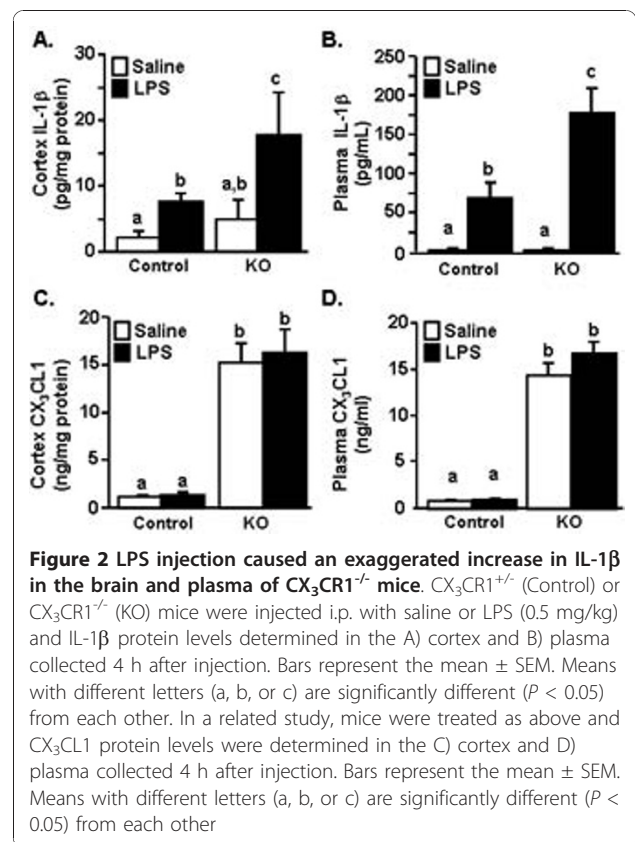 A.
30
20
10
0
Cortex IL-1β
(pg/mg protein)
Saline
LPS
a
b
a,b
c
Control
KO
B.
250
200
150
100
50
0
Plasma IL-1β
(pg/mL)
Saline
LPS
a
b
a
c
Control
KO
C.
20
15
10
5
0
Cortex CX₃CL1
(ng/mg protein)
Saline
LPS
a
a
b
b
Control
KO
D.
20
15
10
5
0
Plasma CX₃CL1
(ng/ml)
Saline
LPS
a
a
b
b
Control
KO
Figure 2 LPS injection caused an exaggerated increase in IL-1β
in the brain and plasma of CX₃CR1⁻/⁻ mice. CX₃CR1⁺/⁻ (Control) or
CX₃CR1⁻/⁻ (KO) mice were injected i.p. with saline or LPS (0.5 mg/kg)
and IL-1β protein levels determined in the A) cortex and B) plasma
collected 4 h after injection. Bars represent the mean ± SEM. Means
with different letters (a, b, or c) are significantly different (P < 0.05)
from each other. In a related study, mice were treated as above and
CX₃CL1 protein levels were determined in the C) cortex and D)
plasma collected 4 h after injection. Bars represent the mean ± SEM.
Means with different letters (a, b, or c) are significantly different (P <
0.05) from each other